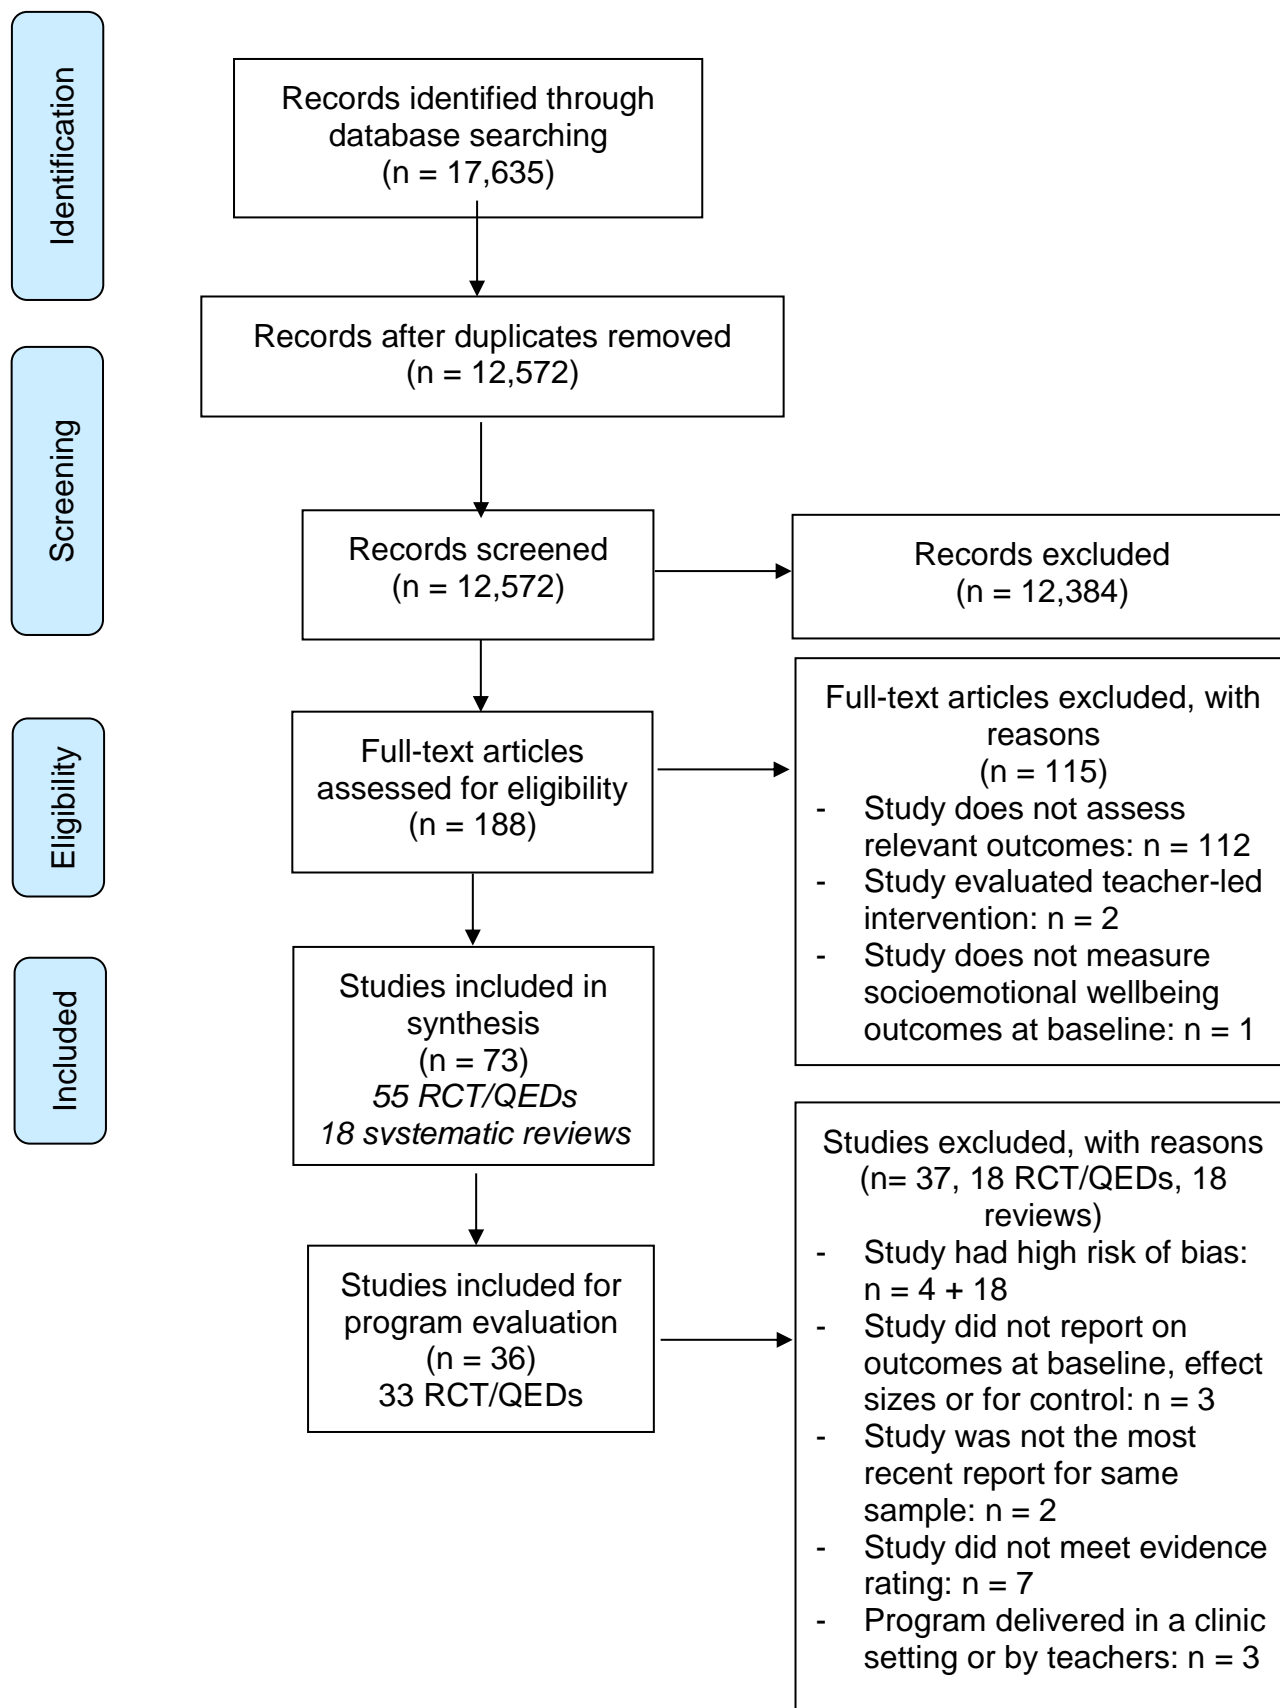 Identification
Records identified through
database searching
(n = 17,635)
Records after duplicates removed
(n = 12,572)
Screening
Records screened
(n = 12,572)
Records excluded
(n = 12,384)
Eligibility
Full-text articles
assessed for eligibility
(n = 188)
Full-text articles excluded, with
reasons
(n = 115)
- Study does not assess
relevant outcomes: n = 112
- Study evaluated teacher-led
intervention: n = 2
- Study does not measure
socioemotional wellbeing
outcomes at baseline: n = 1
Included
Studies included in
synthesis
(n = 73)
55 RCT/QEDs
18 systematic reviews
Studies included for
program evaluation
(n = 36)
33 RCT/QEDs
Studies excluded, with reasons
(n= 37, 18 RCT/QEDs, 18
reviews)
- Study had high risk of bias:
n = 4 + 18
- Study did not report on
outcomes at baseline, effect
sizes or for control: n = 3
- Study was not the most
recent report for same
sample: n = 2
- Study did not meet evidence
rating: n = 7
- Program delivered in a clinic
setting or by teachers: n = 3